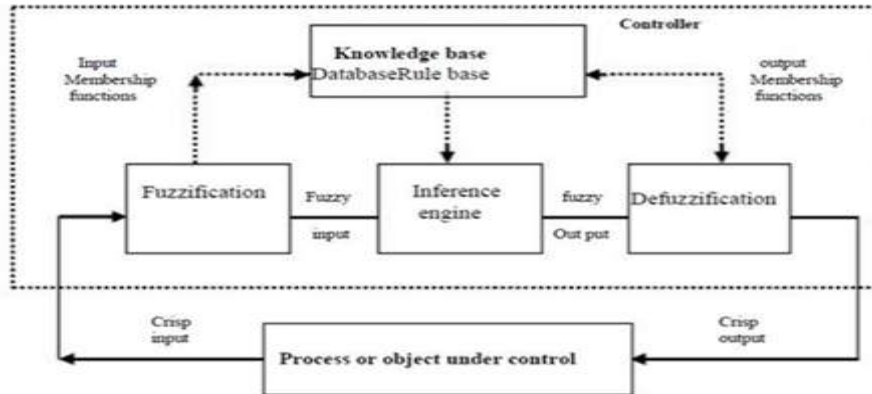 Controller
Input
Membership
functions
Knowledge base
DatabaseRule base
output
Membership
functions
Fuzzification
Fuzzy
input
Inference
engine
fuzzy
Out put
Defuzzification
Crisp
input
Process or object under control
Crisp
output